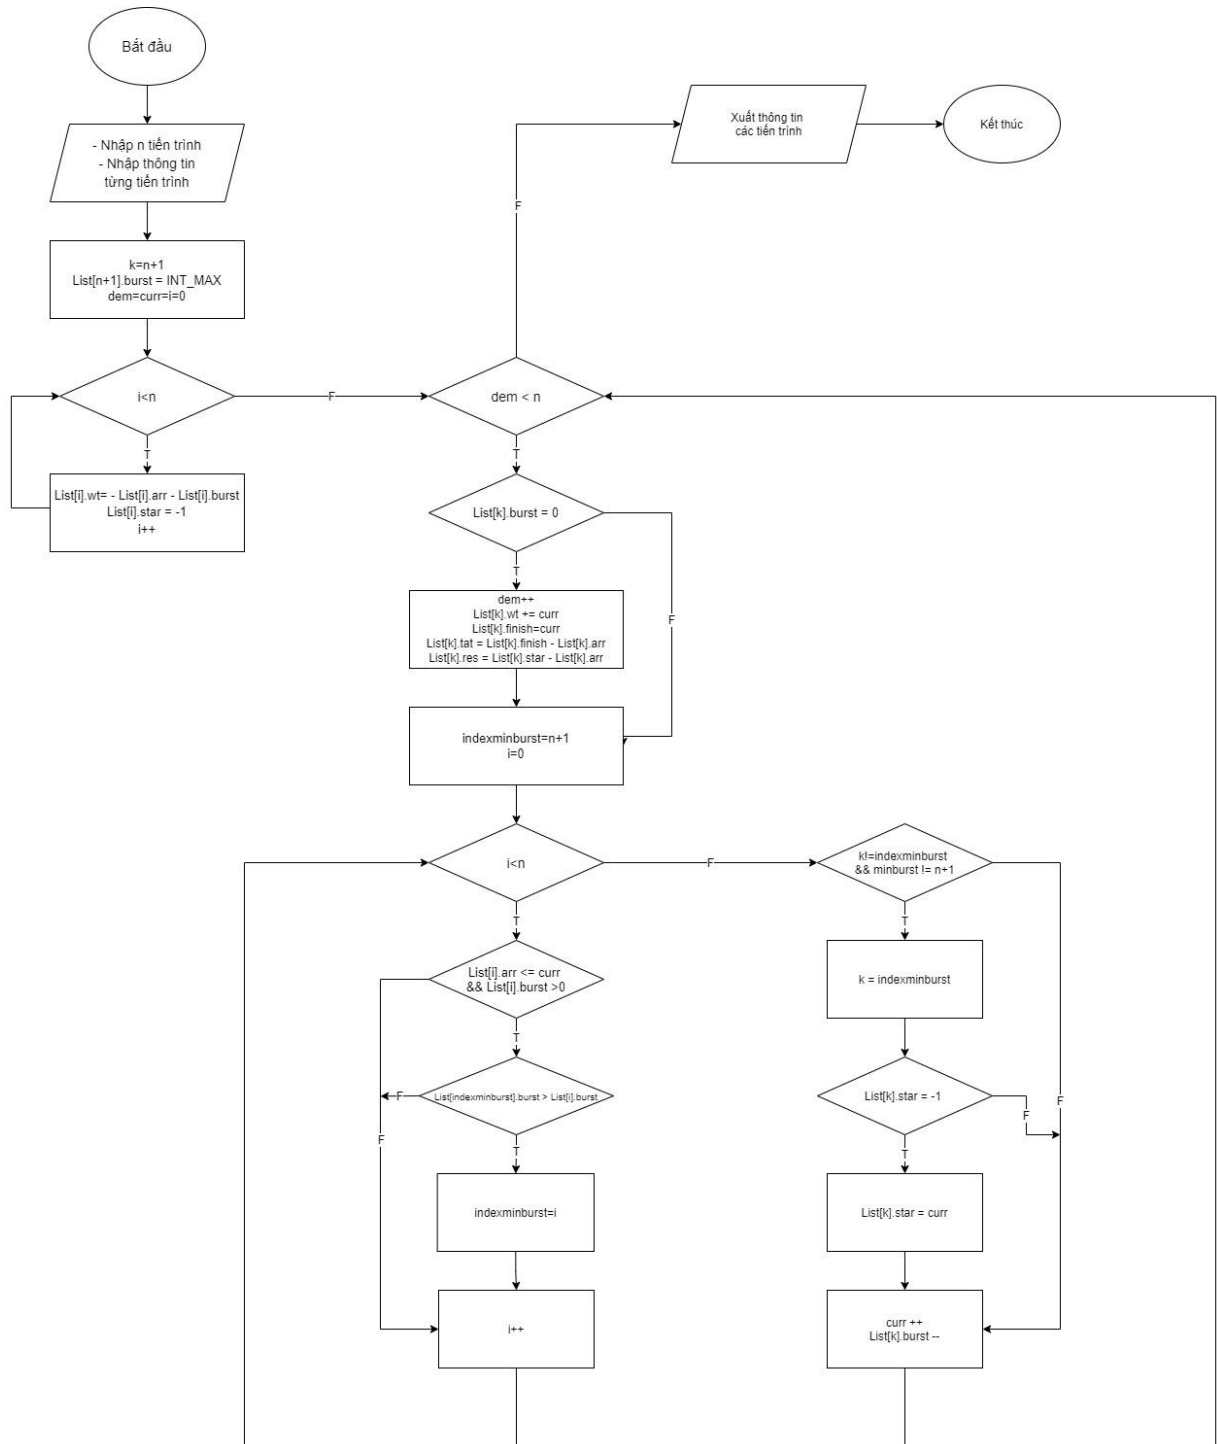 Bắt đầu
- Nhập n tiến trình
- Nhập thông tin
từng tiến trình
k=n+1
List[n+1].burst = INT_MAX
dem=curr=i=0
i<n
F
T
List[i].wt= - List[i].arr - List[i].burst
List[i].star = -1
i++
Xuất thông tin
các tiến trình
Kết thúc
F
dem < n
T
List[k].burst = 0
T
F
dem++
List[k].wt += curr
List[k].finish=curr
List[k].tat = List[k].finish - List[k].arr
List[k].res = List[k].star - List[k].arr
indexminburst=n+1
i=0
i<n
F
T
List[i].arr <= curr
&& List[i].burst >0
T
List[indexminburst].burst > List[i].burst
F
F
T
indexminburst=i
i++
k!=indexminburst
&& minburst != n+1
T
k = indexminburst
List[k].star = -1
F
F
T
List[k].star = curr
curr ++
List[k].burst --